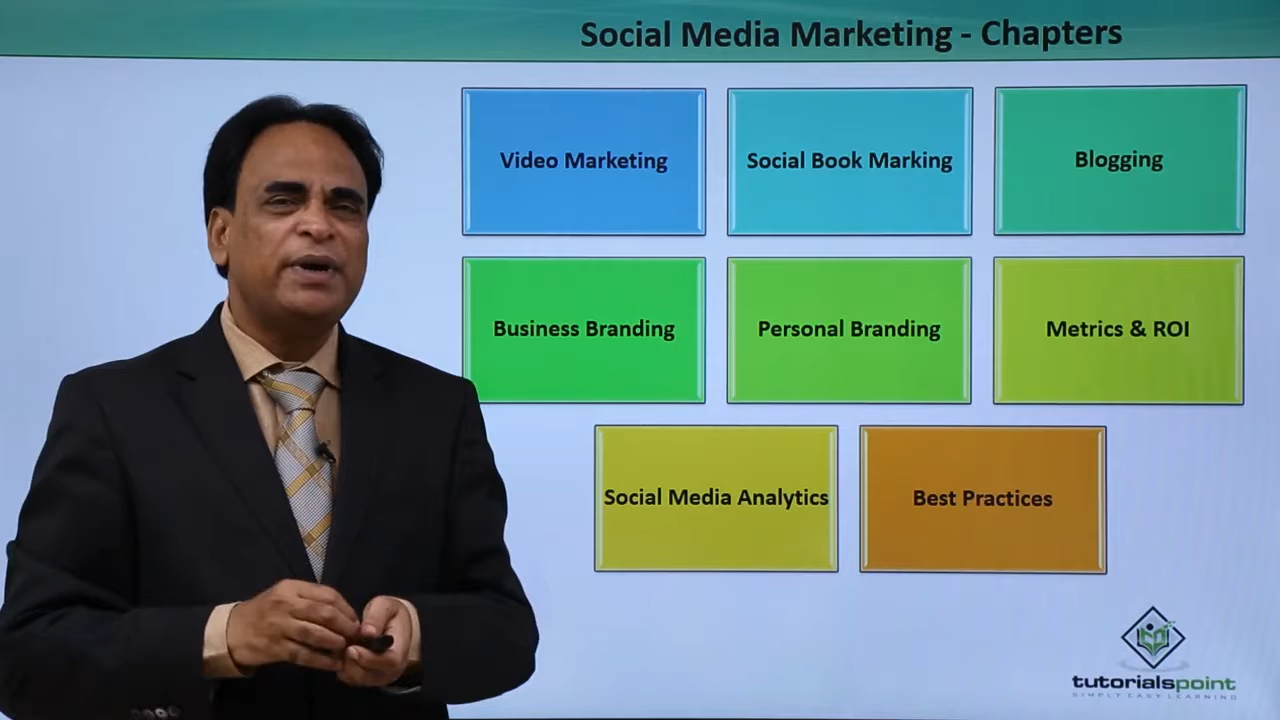 Social Media Marketing - Chapters
Video Marketing
Social Book Marking
Blogging
Business Branding
Personal Branding
Metrics & ROI
Social Media Analytics
Best Practices
tutorialspoint
SIMPLY EASY LEARNING